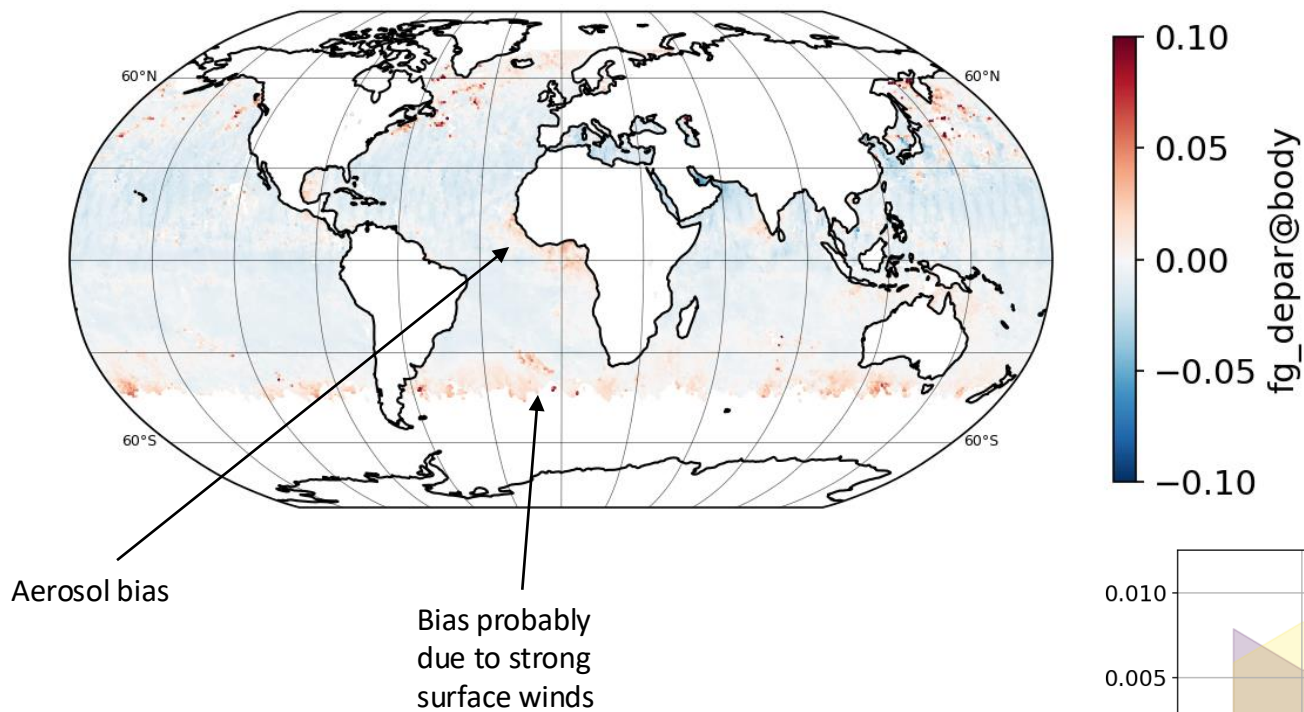 60°N
60°N
60°S
60°S
0.10
0.05
0.00
−0.05
−0.10
fg_depar@body
Aerosol bias
Bias probably
due to strong
surface winds
0.010
0.005